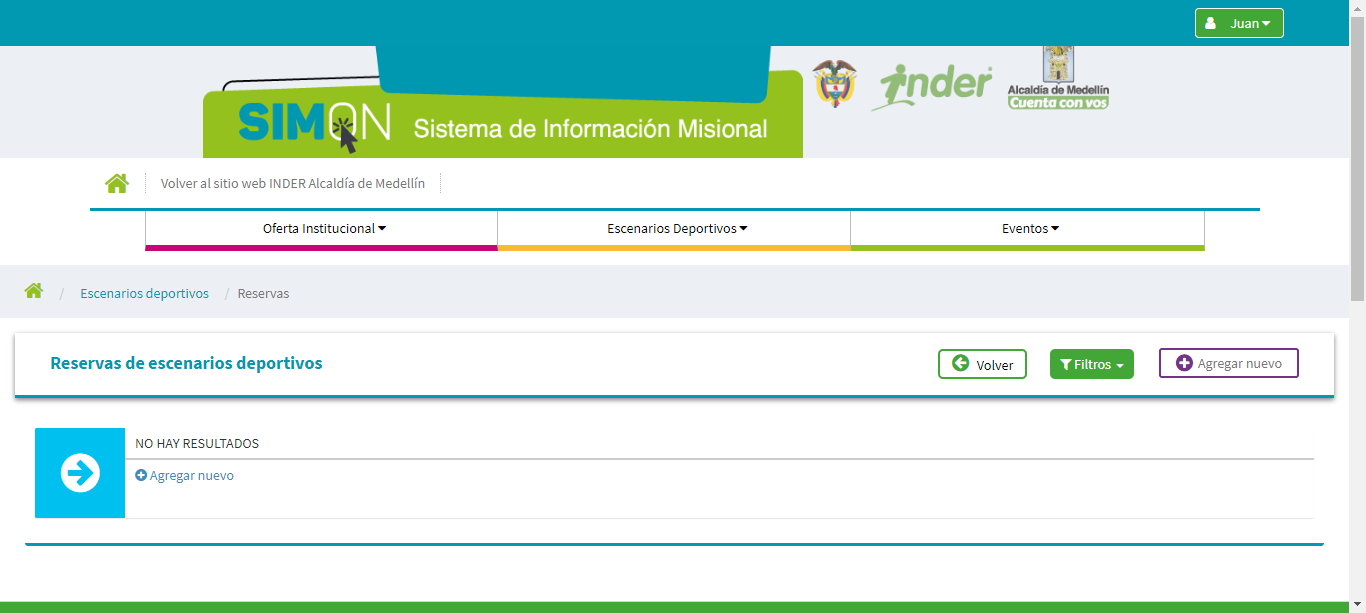 Juan
SIMON Sistema de Información Misional
inder
Alcaldía de Medellín
Cuenta con vos
Volver al sitio web INDER Alcaldía de Medellín
Oferta Institucional
Escenarios Deportivos
Eventos
/ Escenarios deportivos / Reservas
Reservas de escenarios deportivos
Volver
Filtros
Agregar nuevo
NO HAY RESULTADOS
Agregar nuevo